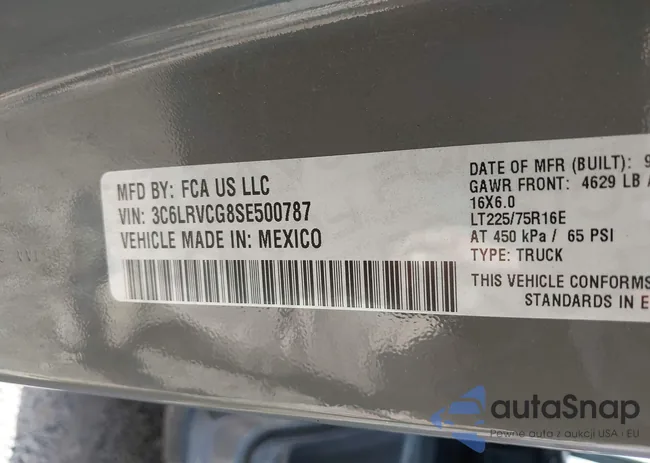 MFD BY: FCA US LLC
VIN: 3C6LRVCG8SE500787
VEHICLE MADE IN: MEXICO
DATE OF MFR (BUILT): 9
GAWR FRONT: 4629 LB
16X6.0
LT225/75R16E
AT 450 kPa / 65 PSI
TYPE: TRUCK
THIS VEHICLE CONFORMS
STANDARDS IN E
autaSnap
Pewne auto z aukcji USA · EU